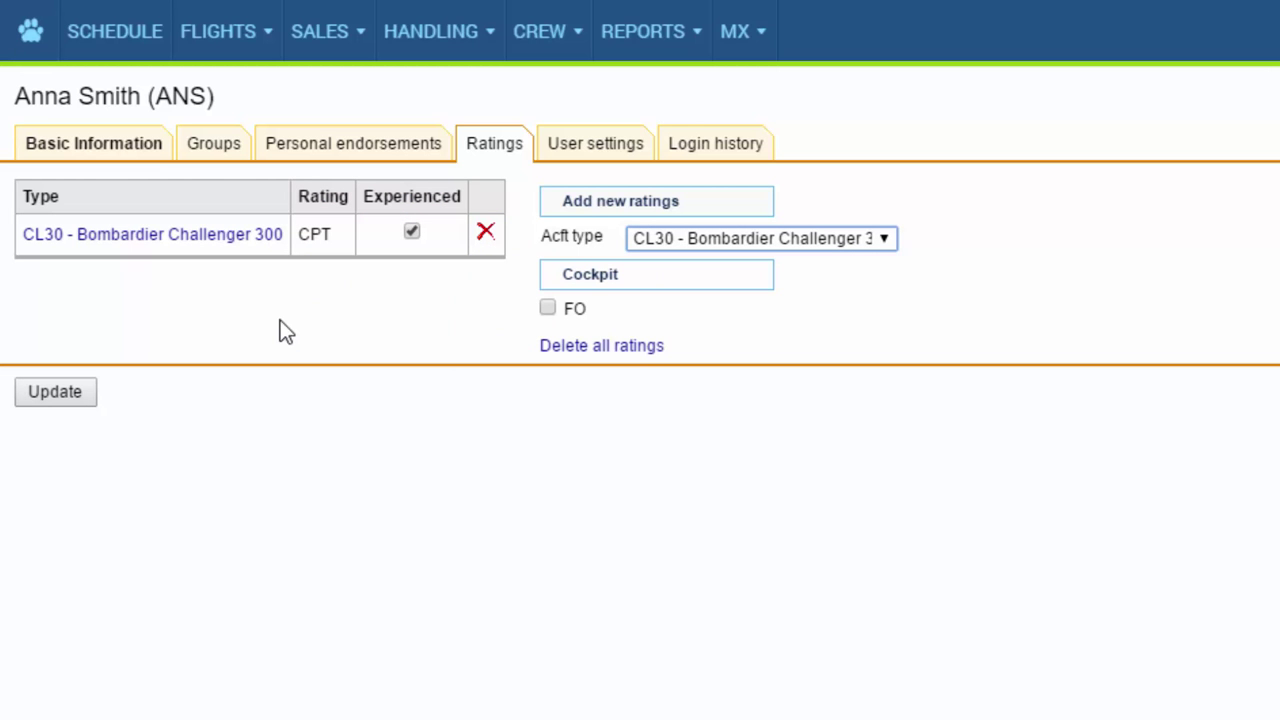 SCHEDULE FLIGHTS SALES HANDLING CREW REPORTS MX
Anna Smith (ANS)
Basic Information Groups Personal endorsements Ratings User settings Login history
Type Rating Experienced
CL30 - Bombardier Challenger 300 CPT
Add new ratings
Acft type CL30 - Bombardier Challenger 3
Cockpit
FO
Delete all ratings
Update